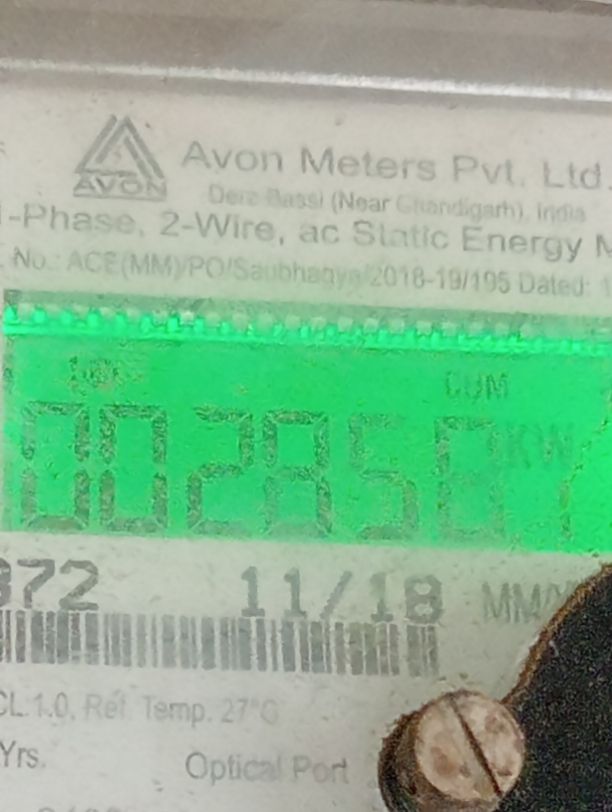 AVON
Avon Meters Pvt. Ltd.
Dera Bassi (Near Chandigarh), India
-Phase, 2-Wire, ac Static Energy M
No.: ACE(MM)/PO/Saubhagya/2018-19/195 Dated: 1
CUM
002850 KW
372 11/18 MM/
CL.1.0, Ref. Temp. 27°C
Yrs. Optical Port